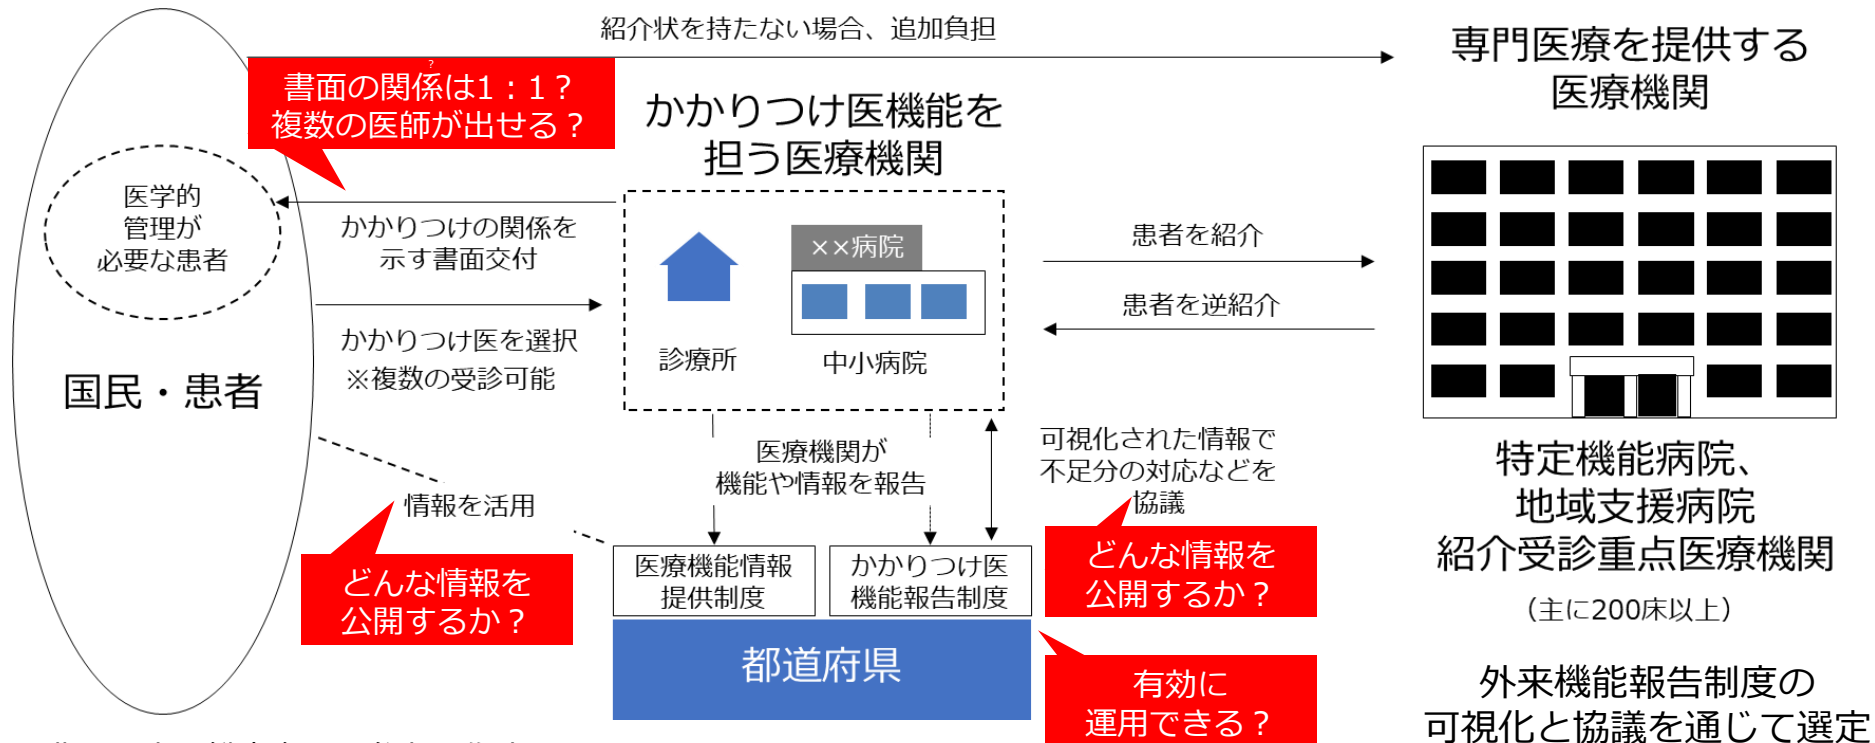 紹介状を持たない場合、追加負担
専門医療を提供する
医療機関
?
書面の関係は1：1？
複数の医師が出せる？
かかりつけ医機能を
担う医療機関
医学的
管理が
必要な患者
かかりつけの関係を
示す書面交付
××病院
患者を紹介
患者を逆紹介
かかりつけ医を選択
※複数の受診可能
診療所
中小病院
国民・患者
医療機関が
機能や情報を報告
可視化された情報で
不足分の対応などを
協議
情報を活用
特定機能病院、
地域支援病院
紹介受診重点医療機関
（主に200床以上）
どんな情報を
公開するか？
医療機能情報
提供制度
かかりつけ医
機能報告制度
どんな情報を
公開するか？
都道府県
有効に
運用できる？
外来機能報告制度の
可視化と協議を通じて選定